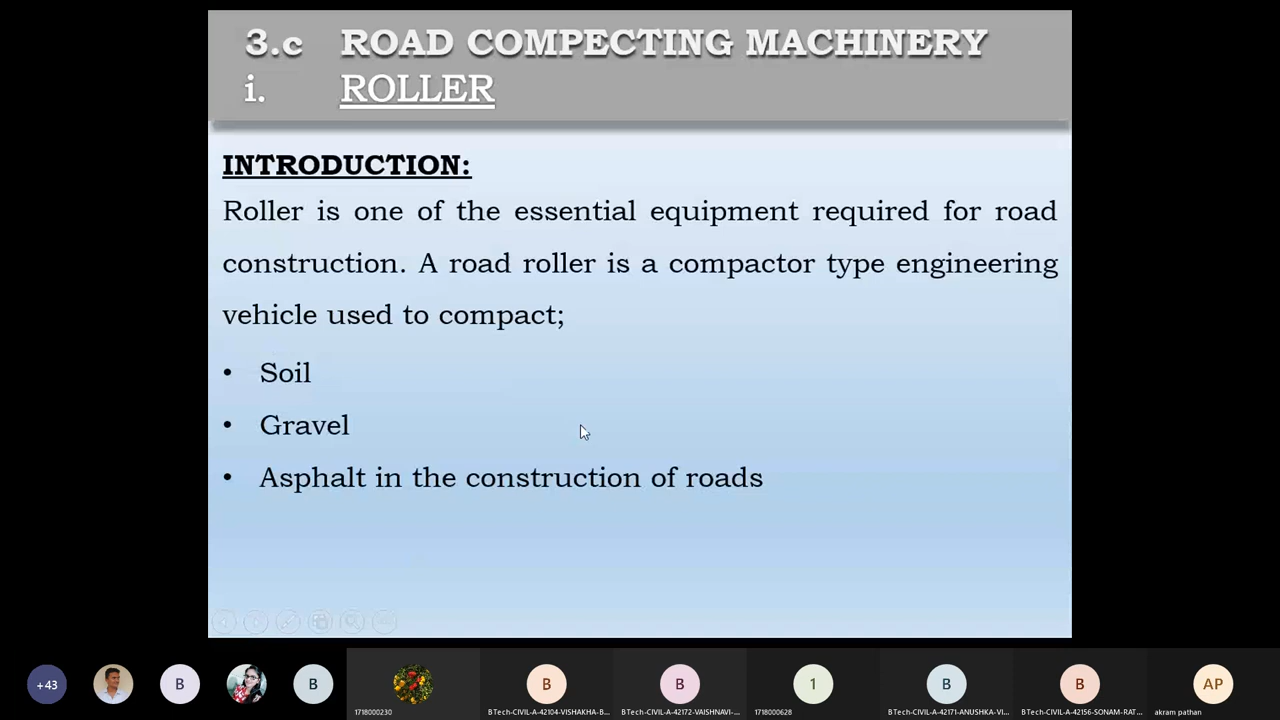 3.c ROAD COMPECTING MACHINERY
i. ROLLER
INTRODUCTION:
Roller is one of the essential equipment required for road
construction. A road roller is a compactor type engineering
vehicle used to compact;
• Soil
• Gravel
• Asphalt in the construction of roads
+43
B
B
B
B
1
B
B
AP
1718000230
BTech-CIVIL-A-42104-VISHAKHA-B...
BTech-CIVIL-A-42172-VAISHNAVI-...
1718000628
BTech-CIVIL-A-42171-ANUSHKA-VI...
BTech-CIVIL-A-42156-SONAM-RAT...
akram pathan